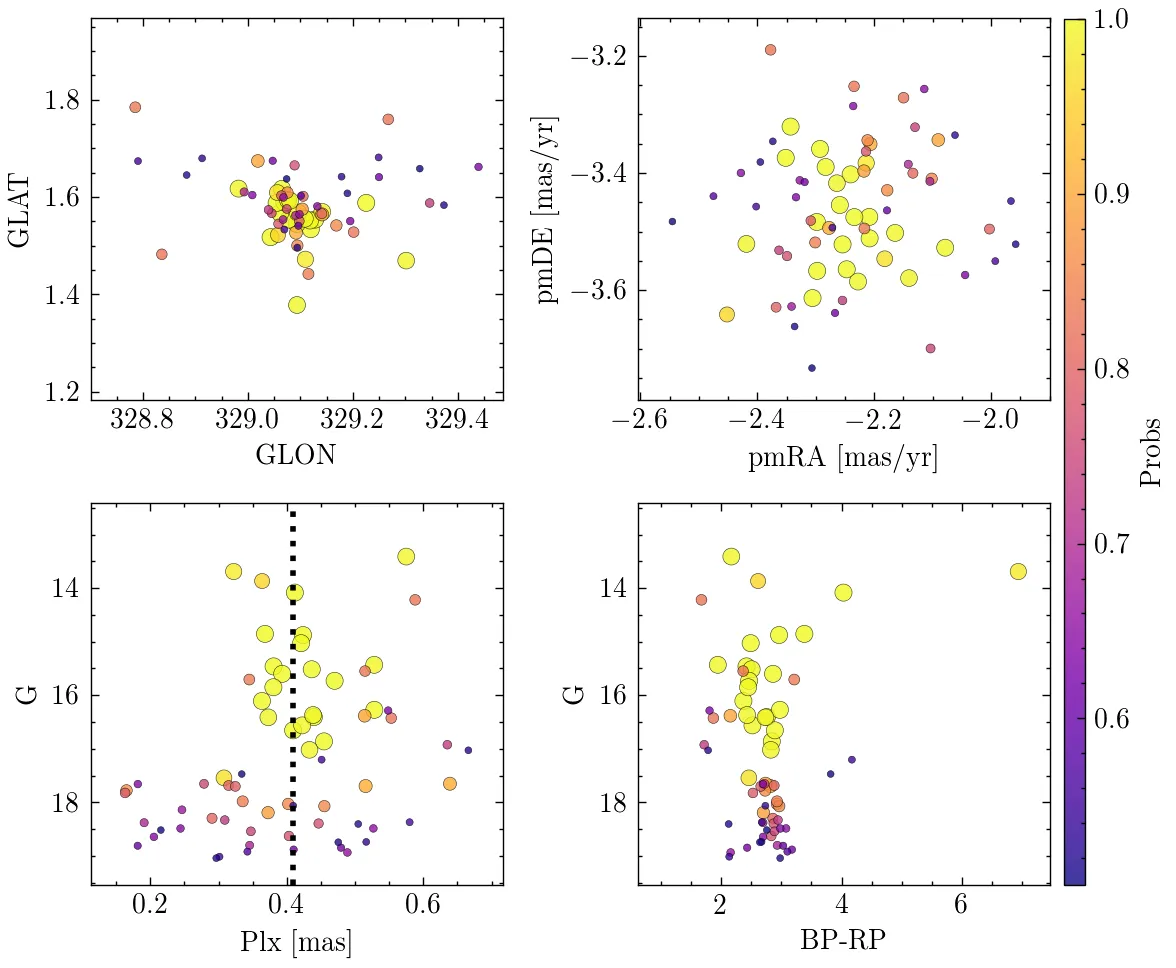 1.8
1.6
1.4
1.2
GLAT
328.8 329.0 329.2 329.4
GLON
−3.2
−3.4
−3.6
pmDE [mas/yr]
−2.6 −2.4 −2.2 −2.0
pmRA [mas/yr]
1.0
0.9
0.8
0.7
0.6
Probs
14
16
18
G
0.2 0.4 0.6
Plx [mas]
14
16
18
G
2 4 6
BP-RP